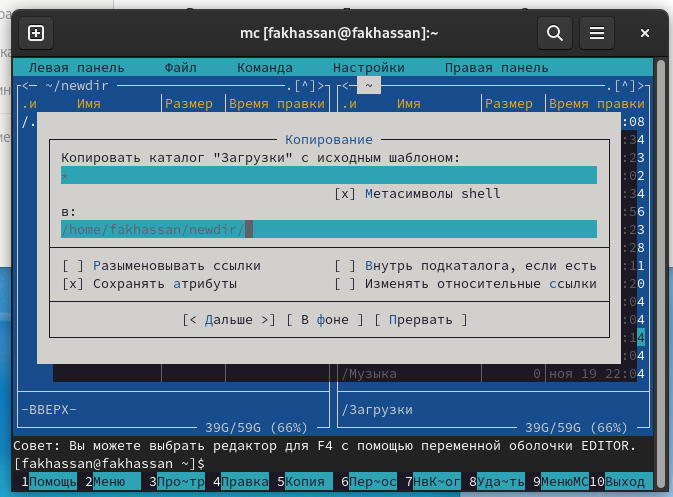 mc [fakhassan@fakhassan]:~
Левая панель Файл Команда Настройки Правая панель
<─ ~/newdir .[^]> <─ ~ .[^]>
.и Имя Размер Время правки .и Имя Размер Время правки
/. :08
Копирование
Копировать каталог "Загрузки" с исходным шаблоном:
*
[x] Метасимволы shell
в:
/home/fakhassan/newdir/
[ ] Разыменовывать ссылки [ ] Внутрь подкаталога, если есть
[x] Сохранять атрибуты [ ] Изменять относительные ссылки
[< Дальше >] [ В фоне ] [ Прервать ]
:34
:23
:02
:34
:56
:23
:28
:11
:20
:04
:04
:14
:04
/Музыка 0 ноя 19 22:04
-ВВЕРХ- /Загрузки
39G/59G (66%) 39G/59G (66%)
Совет: Вы можете выбрать редактор для F4 с помощью переменной оболочки EDITOR.
[fakhassan@fakhassan ~]$
1Помощь 2Меню 3Про~тр 4Правка 5Копия 6Пер~ос 7НвК~ог 8Уда~ть 9МенюMC 10Выход